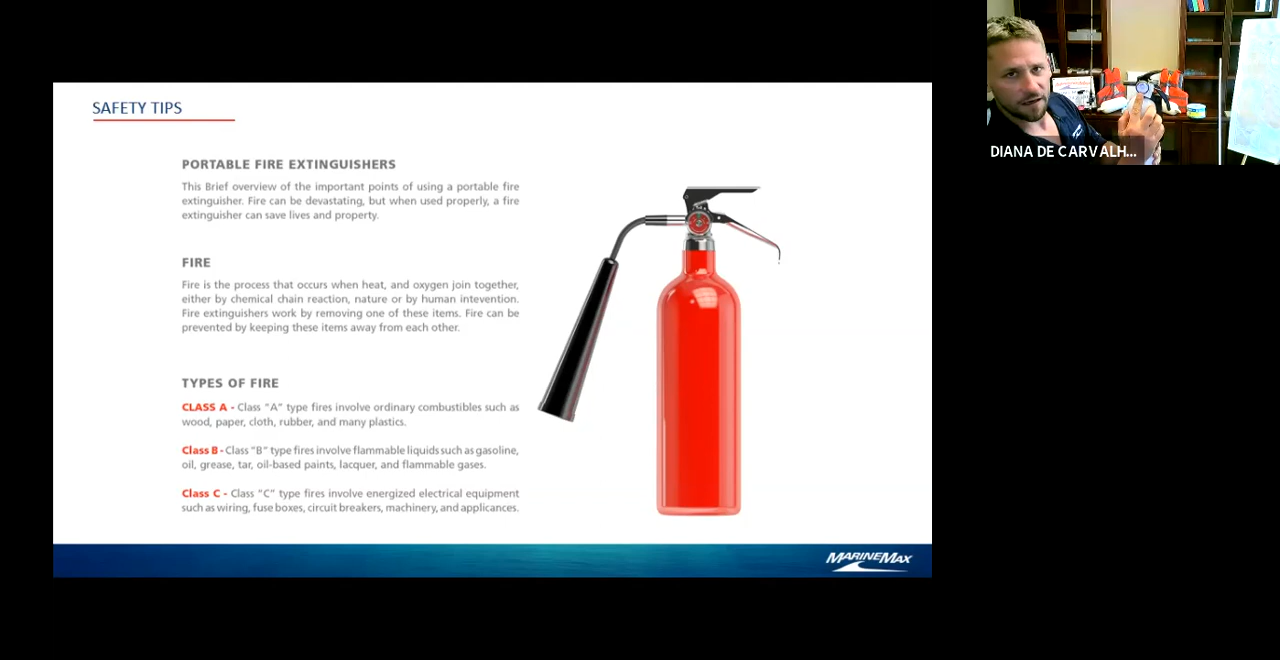 SAFETY TIPS
PORTABLE FIRE EXTINGUISHERS
This Brief overview of the important points of using a portable fire
extinguisher. Fire can be devastating, but when used properly, a fire
extinguisher can save lives and property.
FIRE
Fire is the process that occurs when heat, and oxygen join together,
either by chemical chain reaction, nature or by human intevention.
Fire extinguishers work by removing one of these items. Fire can be
prevented by keeping these items away from each other.
TYPES OF FIRE
CLASS A - Class "A" type fires involve ordinary combustibles such as
wood, paper, cloth, rubber, and many plastics.
Class B - Class "B" type fires involve flammable liquids such as gasoline,
oil, grease, tar, oil-based paints, lacquer, and flammable gases.
Class C - Class "C" type fires involve energized electrical equipment
such as wiring, fuse boxes, circuit breakers, machinery, and applicances.
MARINEMAX
DIANA DE CARVALH...